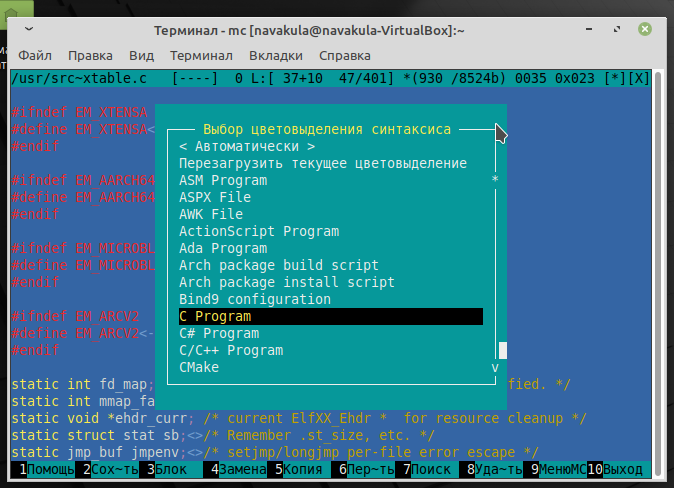 Терминал - mc [navakula@navakula-VirtualBox]:~
Файл Правка Вид Терминал Вкладки Справка
/usr/src~xtable.c [----] 0 L:[ 37+10 47/401] *(930 /8524b) 0035 0x023 [*][X]
#ifndef EM_XTENSA
Выбор цветовыделения синтаксиса
#define EM_XTENSA<
< Автоматически >
#endif
Перезагрузить текущее цветовыделение
ASM Program *
#ifndef EM_AARCH64
ASPX File
#define EM_AARCH64
AWK File
#endif
ActionScript Program
Ada Program
#ifndef EM_MICROBL
Arch package build script
#define EM_MICROBL
Arch package install script
#endif
Bind9 configuration
C Program
#ifndef EM_ARCV2
C# Program
#define EM_ARCV2<-
C/C++ Program
#endif
CMake v
static int fd_map; fied. */
static int mmap_fa
static void *ehdr_curr; /* current ElfXX_Ehdr * for resource cleanup */
static struct stat sb;<>/* Remember .st_size, etc. */
static jmp_buf jmpenv;<>/* setjmp/longjmp per-file error escape */
1Помощь 2Сох~ть 3Блок 4Замена 5Копия 6Пер~ть 7Поиск 8Уда~ть 9МенюMC 10Выход